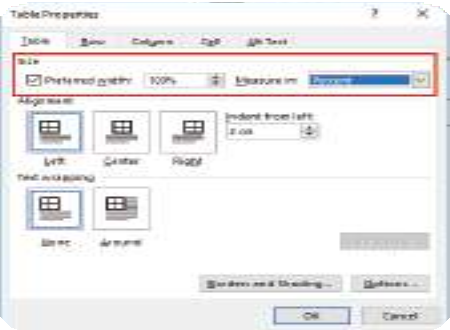 Table Properties ? ×
Table Row Column Cell Alt Text
Size
Preferred width: 100% Measure in: Percent
Alignment
Indent from left:
0 cm
Left Center Right
Text wrapping
None Around
Borders and Shading... Options...
OK Cancel